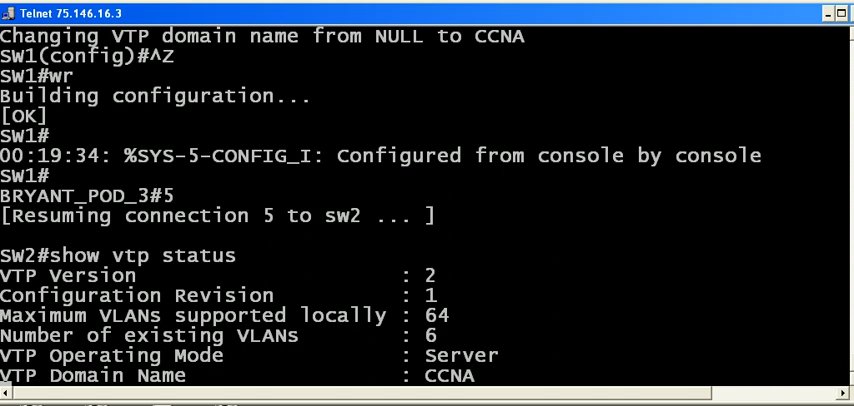 Telnet 75.146.16.3
Changing VTP domain name from NULL to CCNA
SW1(config)#^Z
SW1#wr
Building configuration...
[OK]
SW1#
00:19:34: %SYS-5-CONFIG_I: Configured from console by console
SW1#
BRYANT_POD_3#5
[Resuming connection 5 to sw2 ... ]
SW2#show vtp status
VTP Version : 2
Configuration Revision : 1
Maximum VLANs supported locally : 64
Number of existing VLANs : 6
VTP Operating Mode : Server
VTP Domain Name : CCNA